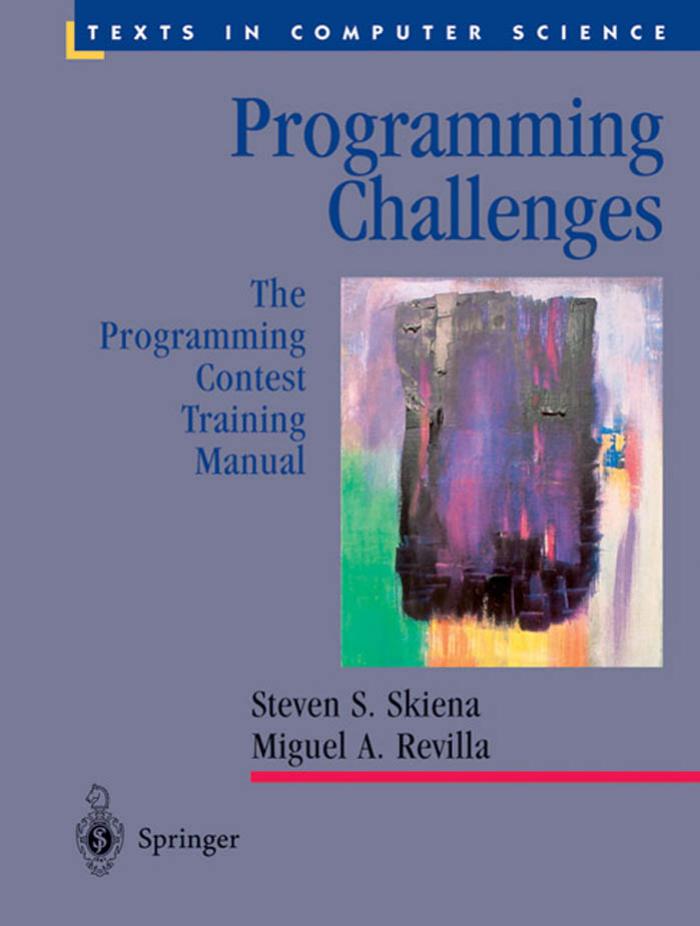 TEXTS IN COMPUTER SCIENCE
Programming
Challenges
The
Programming
Contest
Training
Manual
Steven S. Skiena
Miguel A. Revilla
Springer